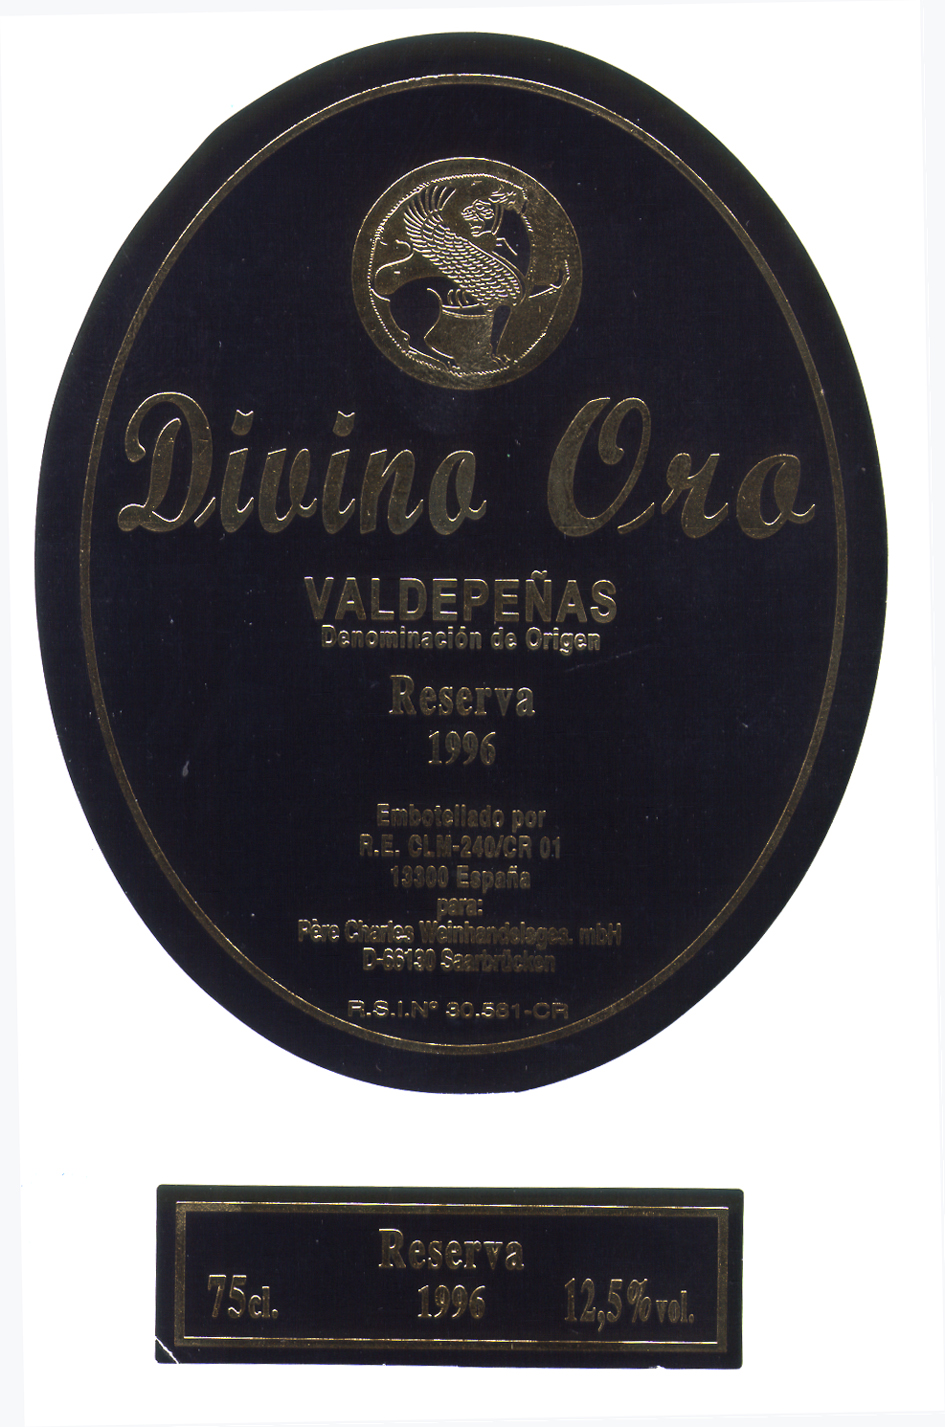 Divino Oro
VALDEPEÑAS
Denominación de Origen
Reserva
1996
Embotellado por
R.E. CLM-240/CR 01
13300 España
para:
Père Charles Weinhandelsges. mbH
D-66130 Saarbrücken
R.S.I.Nº 30.581-CR
Reserva
75cl. 1996 12,5% vol.